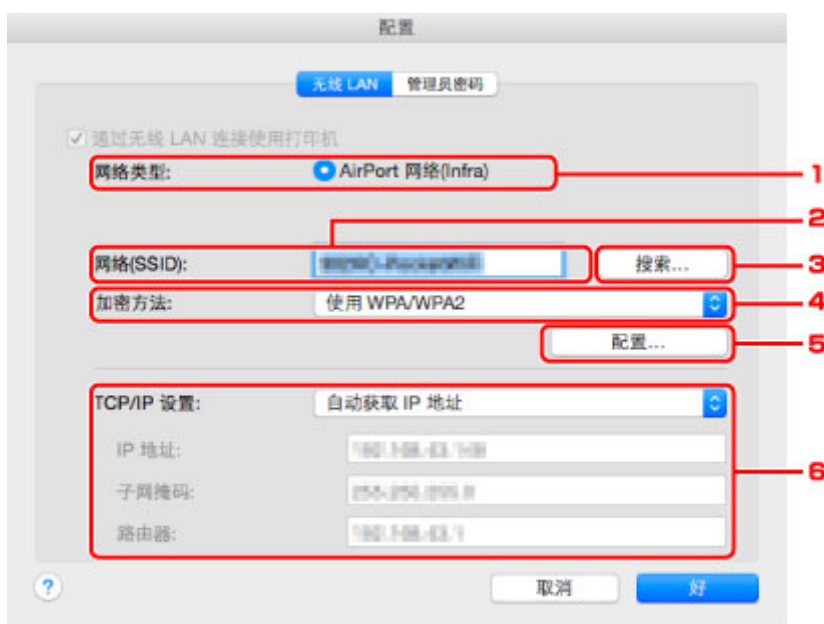 配置
无线 LAN 管理员密码
通过无线 LAN 连接使用打印机
网络类型: AirPort 网络(Infra) 1
2
网络(SSID): 搜索... 3
加密方法: 使用 WPA/WPA2 4
配置... 5
TCP/IP 设置: 自动获取 IP 地址
IP 地址:
6
子网掩码:
路由器:
? 取消 好